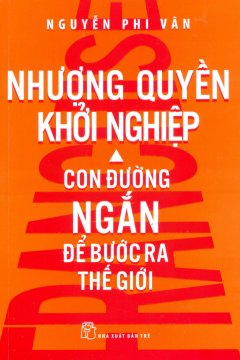 NGUYỄN PHI VÂN
NHƯỢNG QUYỀN
KHỞI NGHIỆP
CON ĐƯỜNG
NGẮN
ĐỂ BƯỚC RA
THẾ GIỚI
FRANCHISE
NHÀ XUẤT BẢN TRẺ